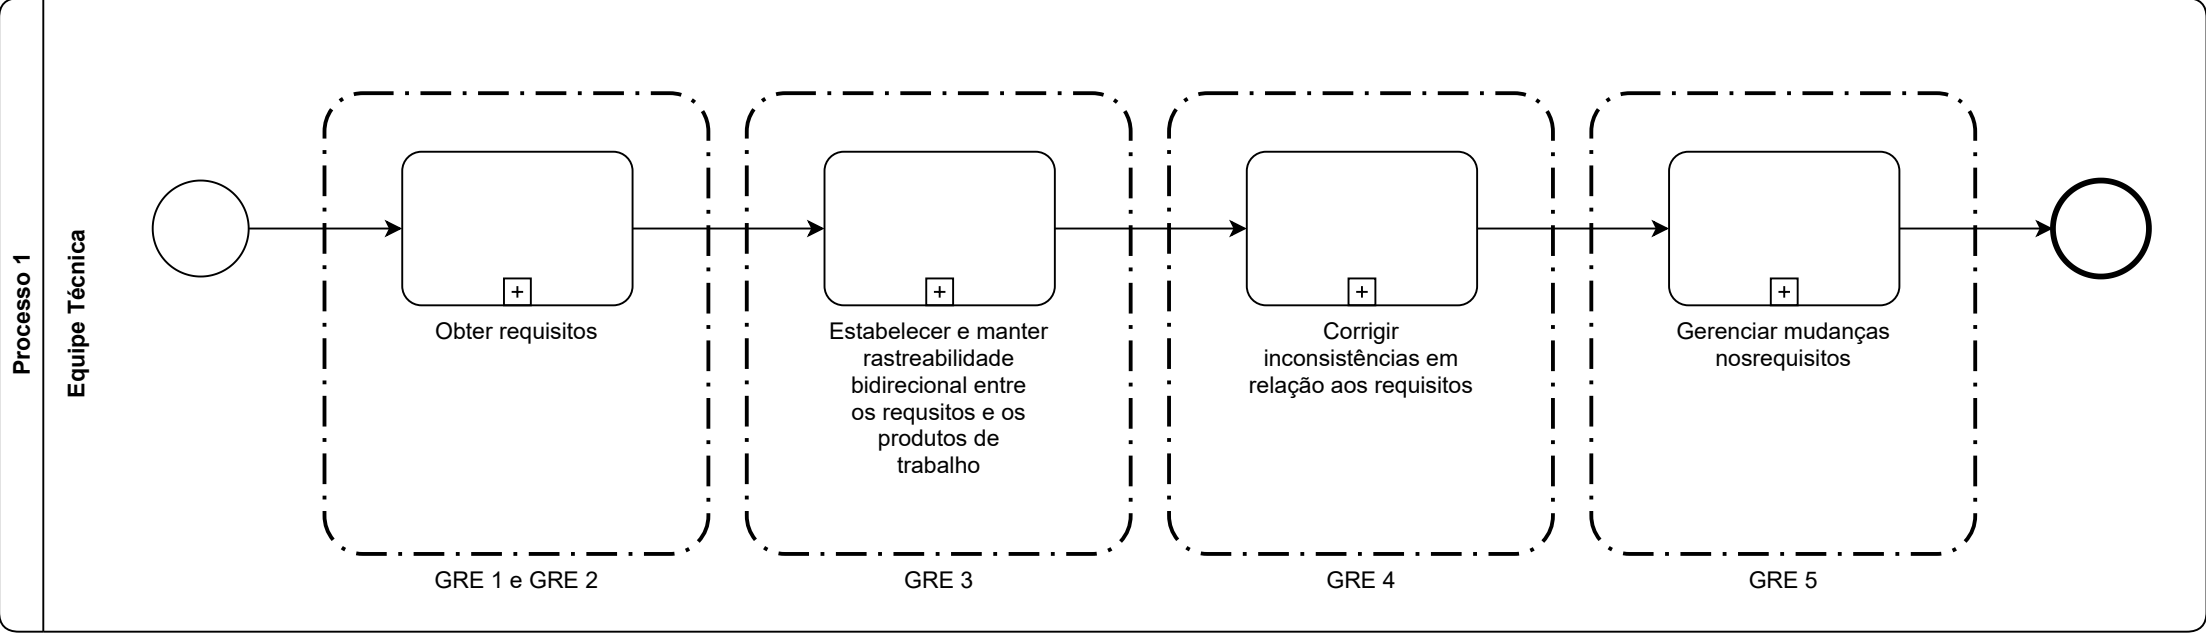 Processo 1
Equipe Técnica
Obter requisitos
Estabelecer e manter
rastreabilidade
bidirecional entre
os requsitos e os
produtos de
trabalho
Corrigir
inconsistências em
relação aos requisitos
Gerenciar mudanças
nosrequisitos
GRE 1 e GRE 2
GRE 3
GRE 4
GRE 5